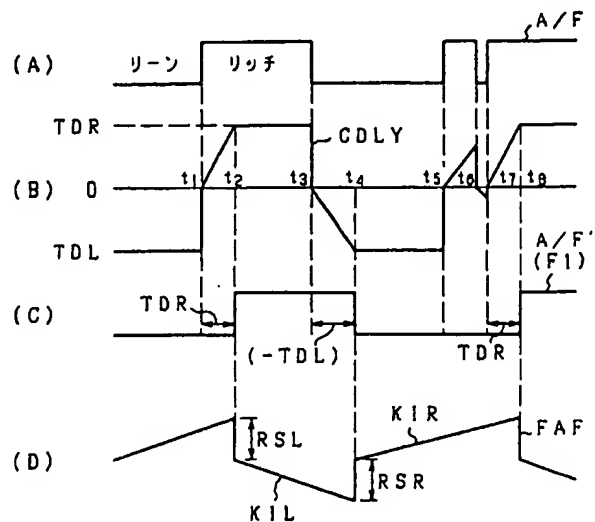 A/F
(A) リーン リッチ
TDR
CDLY
(B) 0 t1 t2 t3 t4 t5 t6 t7 t8
TDL
A/F'
(F1)
(C) TDR (-TDL) TDR
KIR
RSL FAF
(D) RSR
KIL